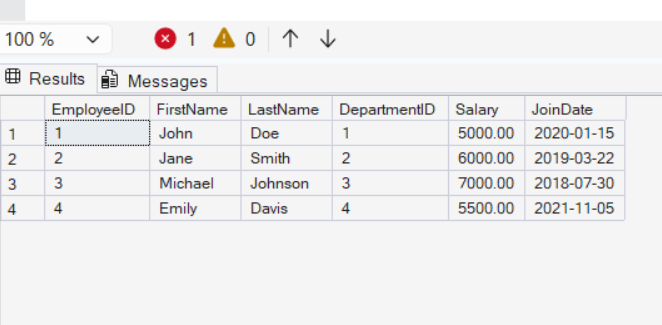 100 % 1 0
Results Messages
EmployeeID FirstName LastName DepartmentID Salary JoinDate
1 1 John Doe 1 5000.00 2020-01-15
2 2 Jane Smith 2 6000.00 2019-03-22
3 3 Michael Johnson 3 7000.00 2018-07-30
4 4 Emily Davis 4 5500.00 2021-11-05